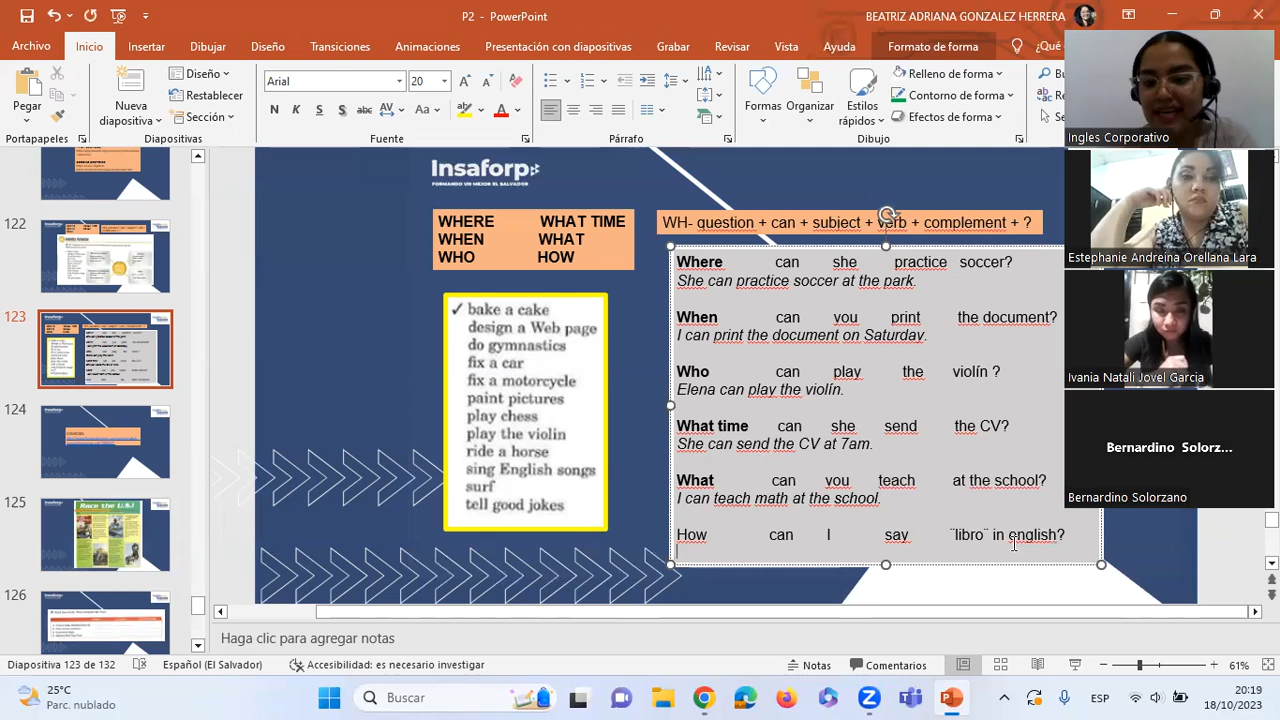 P2 - PowerPoint
BEATRIZ ADRIANA GONZALEZ HERRERA
Archivo Inicio Insertar Dibujar Diseño Transiciones Animaciones Presentación con diapositivas Grabar Revisar Vista Ayuda Formato de forma ¿Qué
Pegar
Portapapeles
Nueva diapositiva
Diseño
Restablecer
Sección
Diapositivas
Arial 20
N K S S abc AV Aa A
Fuente
Párrafo
Formas Organizar Estilos rápidos
Relleno de forma
Contorno de forma
Efectos de forma
Dibujo
Ingles Corporativo
Estephanie Andreina Orellana Lara
Ivania Natali Jovel Garcia
Bernardino Solorz...
Bernardino Solorzano
122
123
124
125
Race the U.S.!
126
Insaforp
FORMANDO UN MEJOR EL SALVADOR
WHERE WHAT TIME
WHEN WHAT
WHO HOW
WH- question + can + subject + verb + complement + ?
✓ bake a cake
design a Web page
do gymnastics
fix a car
fix a motorcycle
paint pictures
play chess
play the violin
ride a horse
sing English songs
surf
tell good jokes
Where can she practice soccer?
She can practice soccer at the park.
When can you print the document?
I can print the document on Saturday.
Who can play the violín ?
Elena can play the violín.
What time can she send the CV?
She can send the CV at 7am.
What can you teach at the school?
I can teach math at the school.
How can I say ¨libro¨ in english?
Haga clic para agregar notas
Diapositiva 123 de 132 Español (El Salvador) Accesibilidad: es necesario investigar Notas Comentarios 61%
25°C
Parc. nublado
Buscar
ESP
20:19
18/10/2023